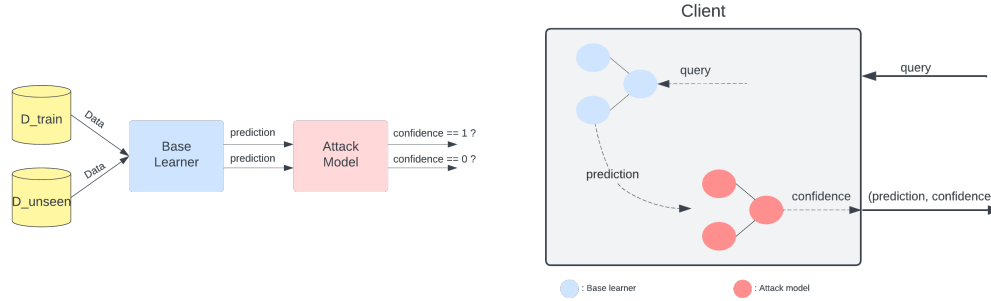 D_train
D_unseen
Data
Data
Base
Learner
prediction
prediction
Attack
Model
confidence == 1 ?
confidence == 0 ?
Client
query
query
prediction
confidence
(prediction, confidence
: Base learner
: Attack model